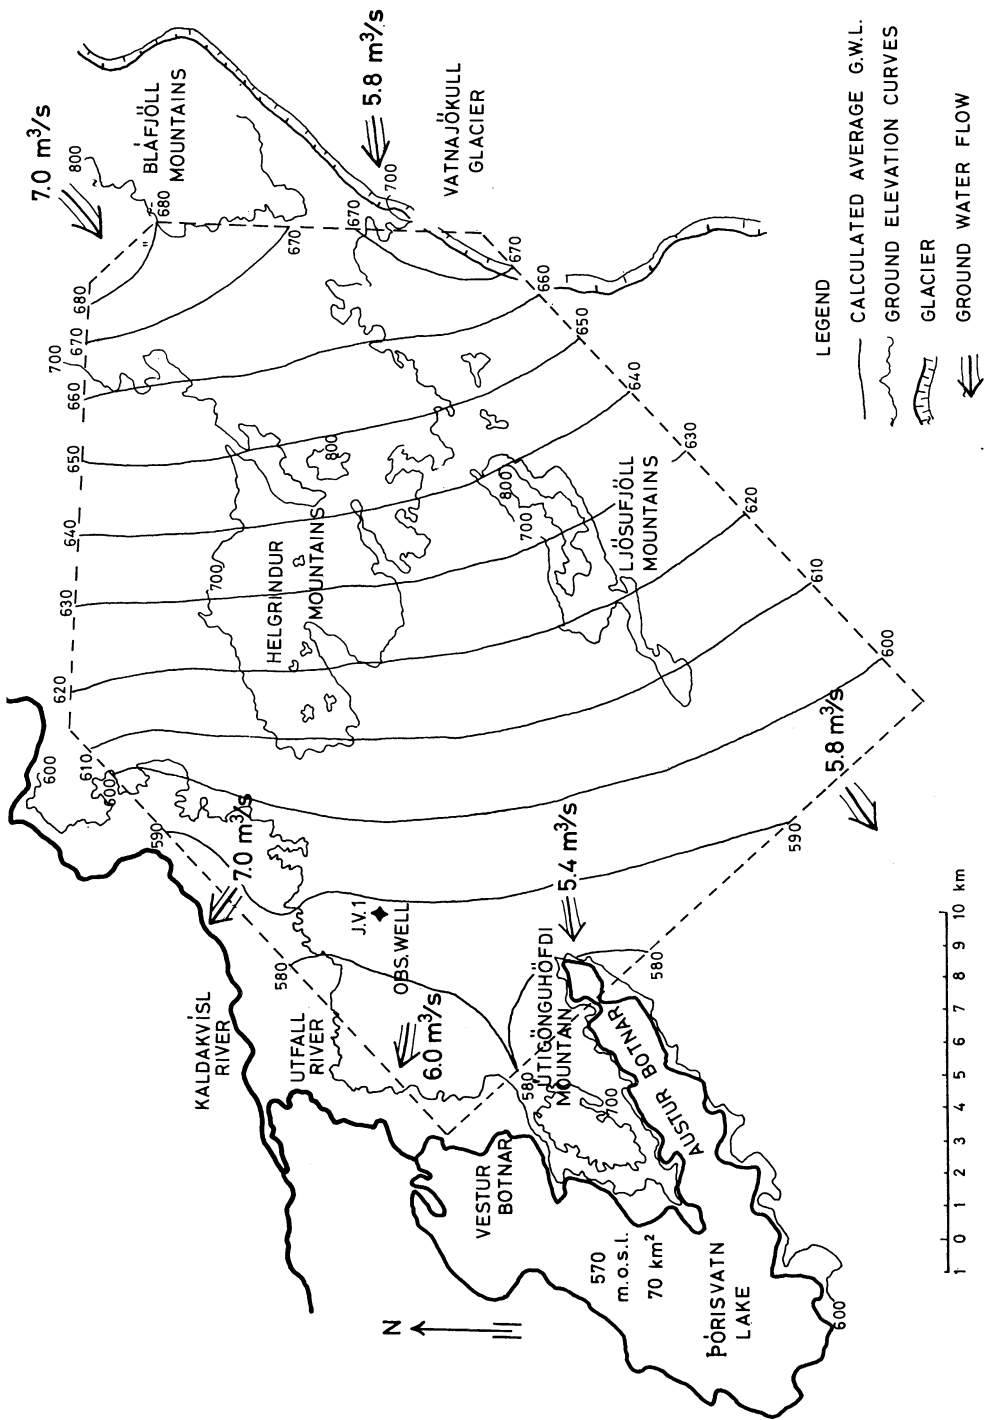 7.0 m³/s
800
BLÁFJÖLL
MOUNTAINS
5.8 m³/s
VATNAJÖKULL
GLACIER
700
680
670
670
670
680
670
700
660
650
640
630
620
610
600
600
590
580
660
650
640
630
620
610
600
590
580
580
700
800
HELGRINDUR
MOUNTAINS
800
700
LJÖSUFJÖLL
MOUNTAINS
7.0 m³/s
5.8 m³/s
5.4 m³/s
6.0 m³/s
J.V.1
OBS.WELL
KALDAKVÍSL
RIVER
UTFALL
RIVER
ÚTIGÖNGUHÖFDI
MOUNTAIN
700
AUSTUR BOTNAR
VESTUR
BOTNAR
570
m.o.s.l.
70 km²
ÞÓRISVATN
LAKE
600
N
1 0 1 2 3 4 5 6 7 8 9 10 km
LEGEND
CALCULATED AVERAGE G.W.L.
GROUND ELEVATION CURVES
GLACIER
GROUND WATER FLOW